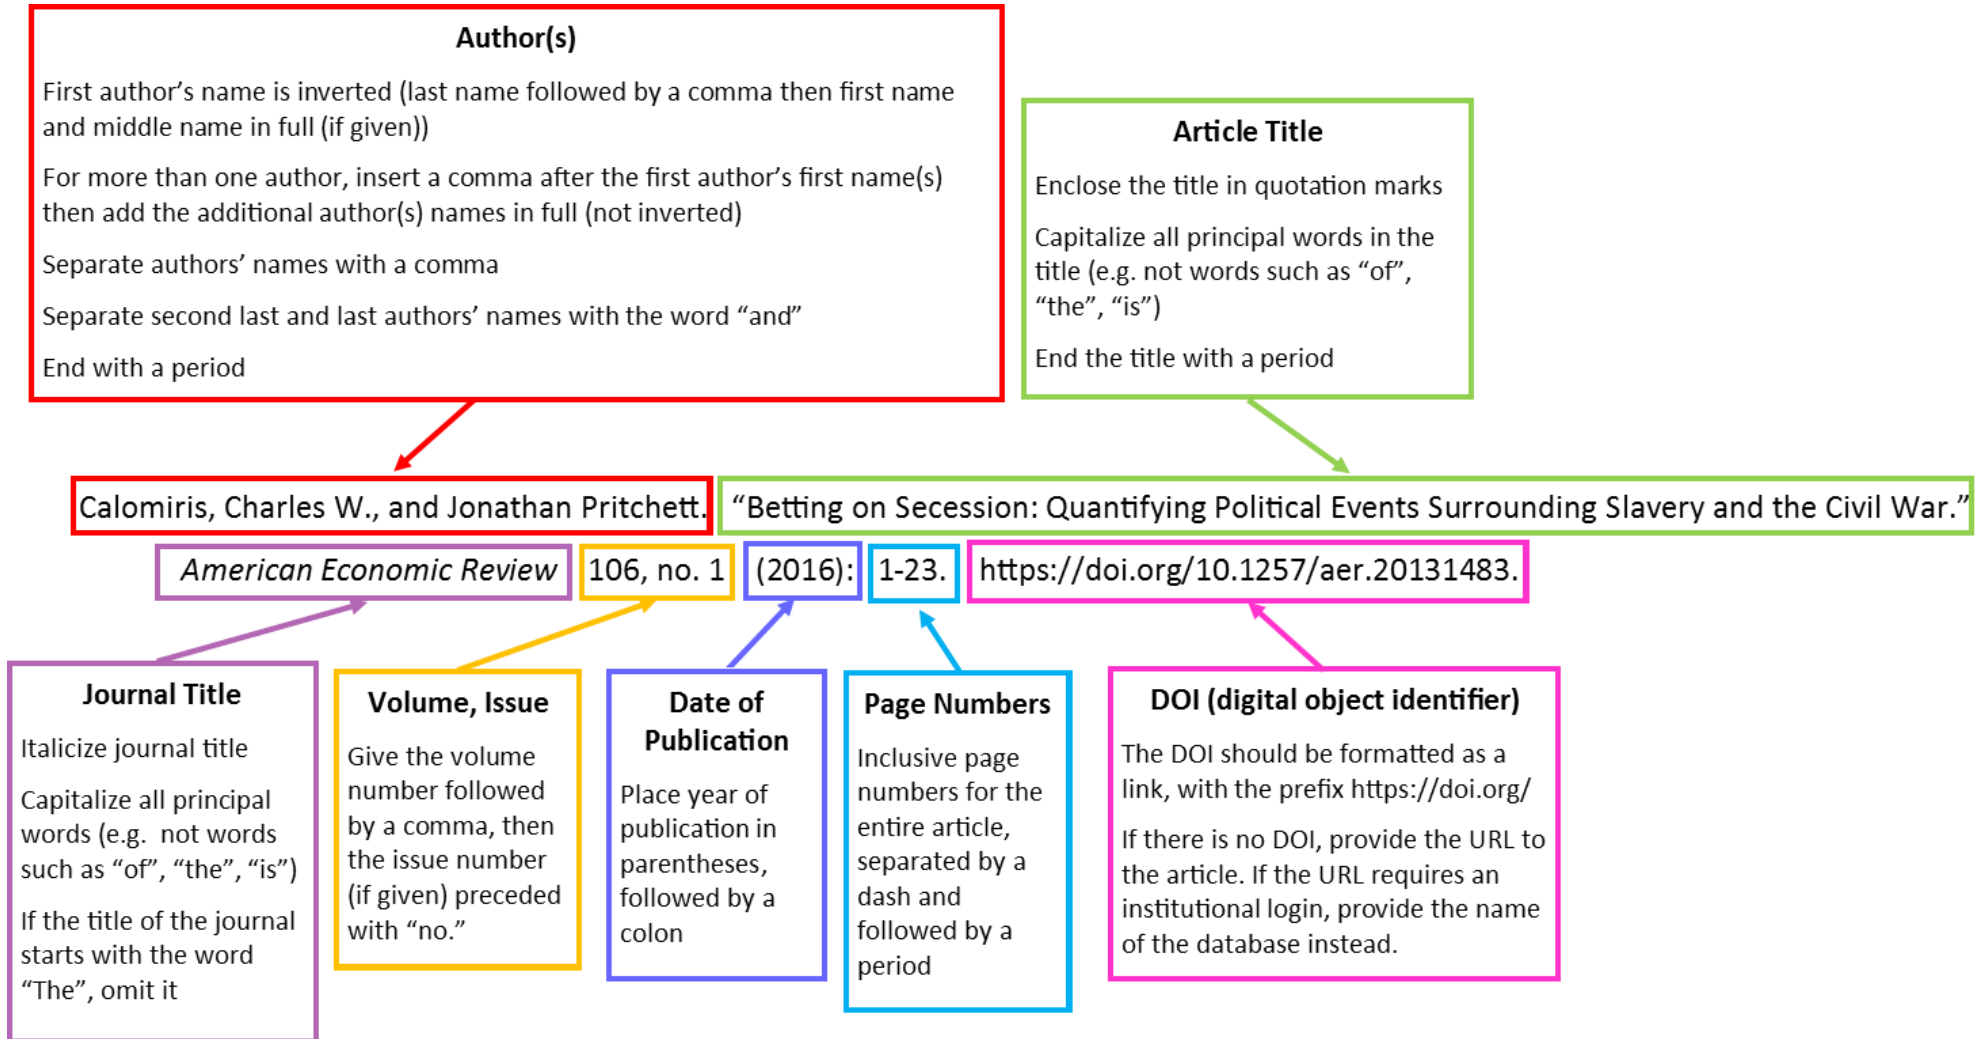 Author(s)
First author’s name is inverted (last name followed by a comma then first name
and middle name in full (if given))
For more than one author, insert a comma after the first author’s first name(s)
then add the additional author(s) names in full (not inverted)
Separate authors’ names with a comma
Separate second last and last authors’ names with the word “and”
End with a period
Article Title
Enclose the title in quotation marks
Capitalize all principal words in the
title (e.g. not words such as “of”,
“the”, “is”)
End the title with a period
Calomiris, Charles W., and Jonathan Pritchett. “Betting on Secession: Quantifying Political Events Surrounding Slavery and the Civil War.”
American Economic Review 106, no. 1 (2016): 1-23. https://doi.org/10.1257/aer.20131483.
Journal Title
Italicize journal title
Capitalize all principal
words (e.g. not words
such as “of”, “the”, “is”)
If the title of the journal
starts with the word
“The”, omit it
Volume, Issue
Give the volume
number followed
by a comma, then
the issue number
(if given) preceded
with “no.”
Date of
Publication
Place year of
publication in
parentheses,
followed by a
colon
Page Numbers
Inclusive page
numbers for the
entire article,
separated by a
dash and
followed by a
period
DOI (digital object identifier)
The DOI should be formatted as a
link, with the prefix https://doi.org/
If there is no DOI, provide the URL to
the article. If the URL requires an
institutional login, provide the name
of the database instead.